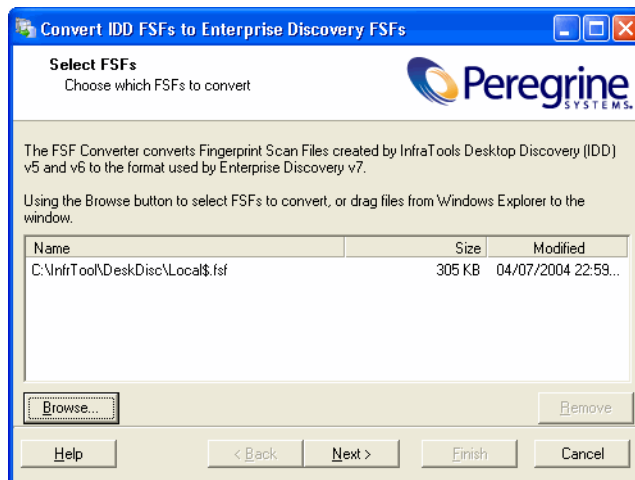 Convert IDD FSFs to Enterprise Discovery FSFs
Select FSFs
Choose which FSFs to convert
Peregrine
SYSTEMS.
The FSF Converter converts Fingerprint Scan Files created by InfraTools Desktop Discovery (IDD)
v5 and v6 to the format used by Enterprise Discovery v7.
Using the Browse button to select FSFs to convert, or drag files from Windows Explorer to the
window.
Name Size Modified
C:\InfrTool\DeskDisc\Local$.fsf 305 KB 04/07/2004 22:59...
Browse... Remove
Help < Back Next > Finish Cancel